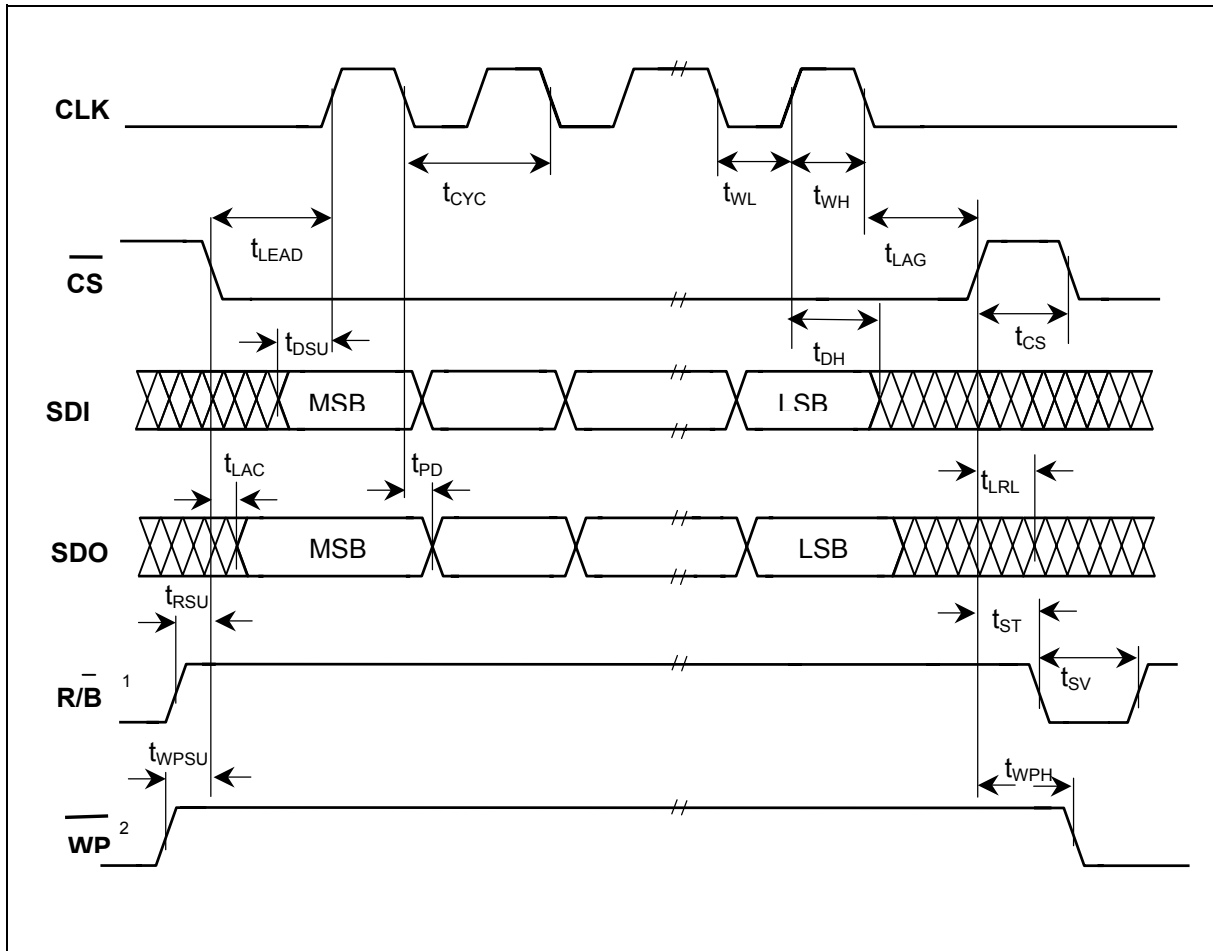 CLK
tCYC
tWL
tWH
tLEAD
tLAG
CS
tDSU
tDH
tCS
SDI
MSB
LSB
tLAC
tPD
tLRL
SDO
MSB
LSB
tRSU
tST
R/B 1
tSV
tWPSU
tWPH
WP 2